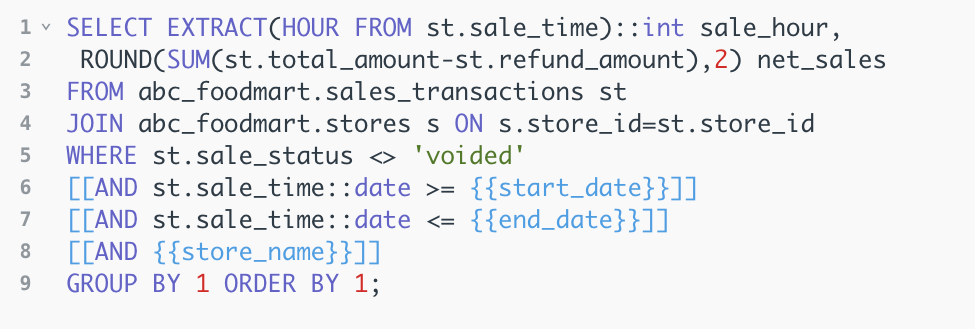 1 SELECT EXTRACT(HOUR FROM st.sale_time)::int sale_hour,
2 ROUND(SUM(st.total_amount-st.refund_amount),2) net_sales
3 FROM abc_foodmart.sales_transactions st
4 JOIN abc_foodmart.stores s ON s.store_id=st.store_id
5 WHERE st.sale_status <> 'voided'
6 [[AND st.sale_time::date >= {{start_date}}]]
7 [[AND st.sale_time::date <= {{end_date}}]]
8 [[AND {{store_name}}]]
9 GROUP BY 1 ORDER BY 1;